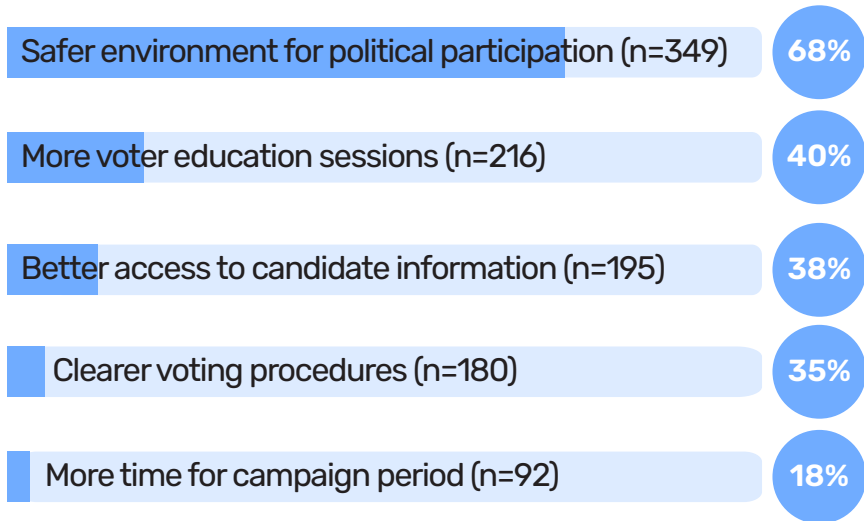 Safer environment for political participation (n=349) 68%
More voter education sessions (n=216) 40%
Better access to candidate information (n=195) 38%
Clearer voting procedures (n=180) 35%
More time for campaign period (n=92) 18%